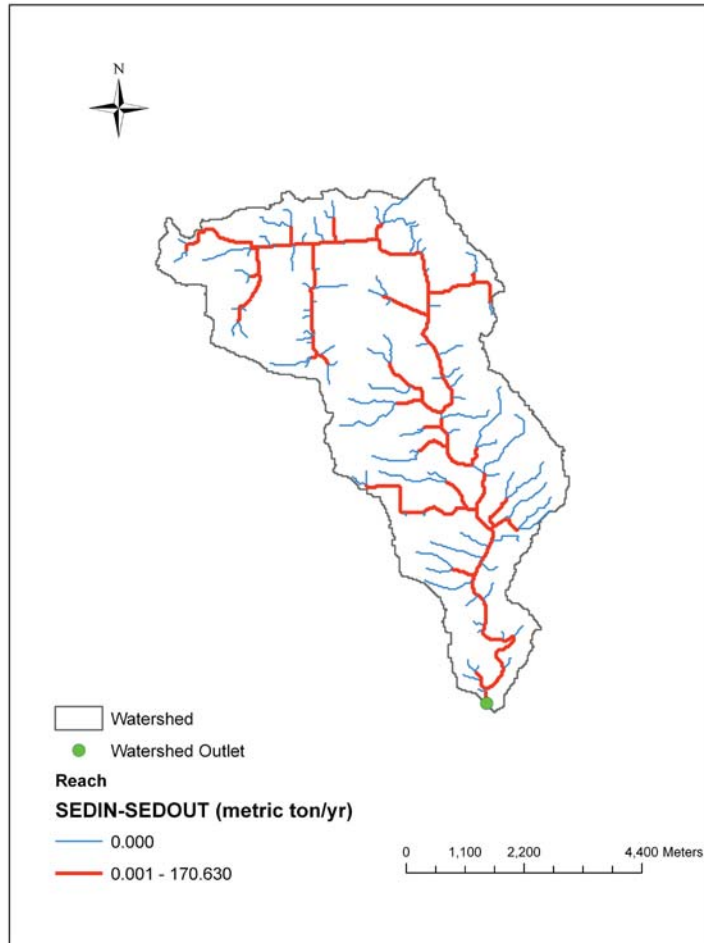 N
Watershed
Watershed Outlet
Reach
SEDIN-SEDOUT (metric ton/yr)
0.000
0.001 - 170.630
0 1,100 2,200 4,400 Meters